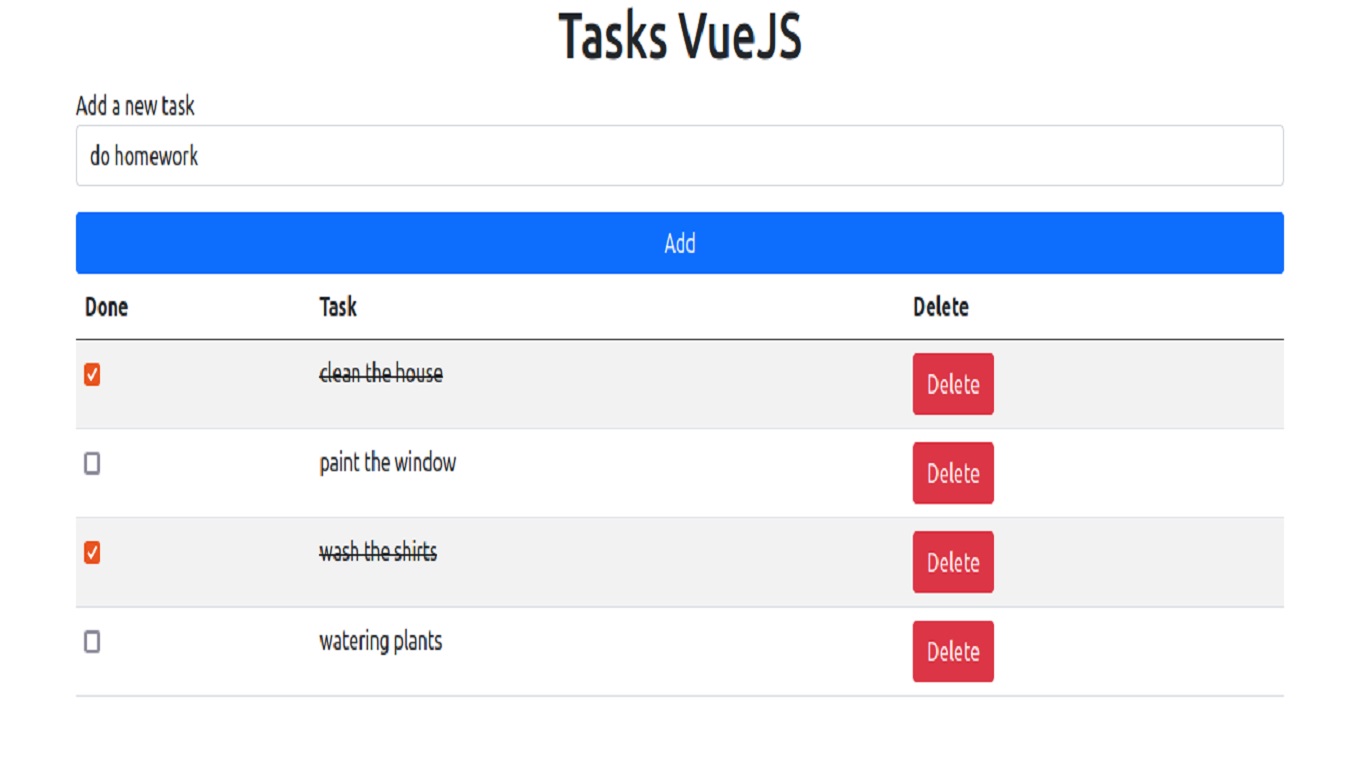 Tasks VueJS
Add a new task
do homework
Add
Done Task Delete
clean the house Delete
paint the window Delete
wash the shirts Delete
watering plants Delete